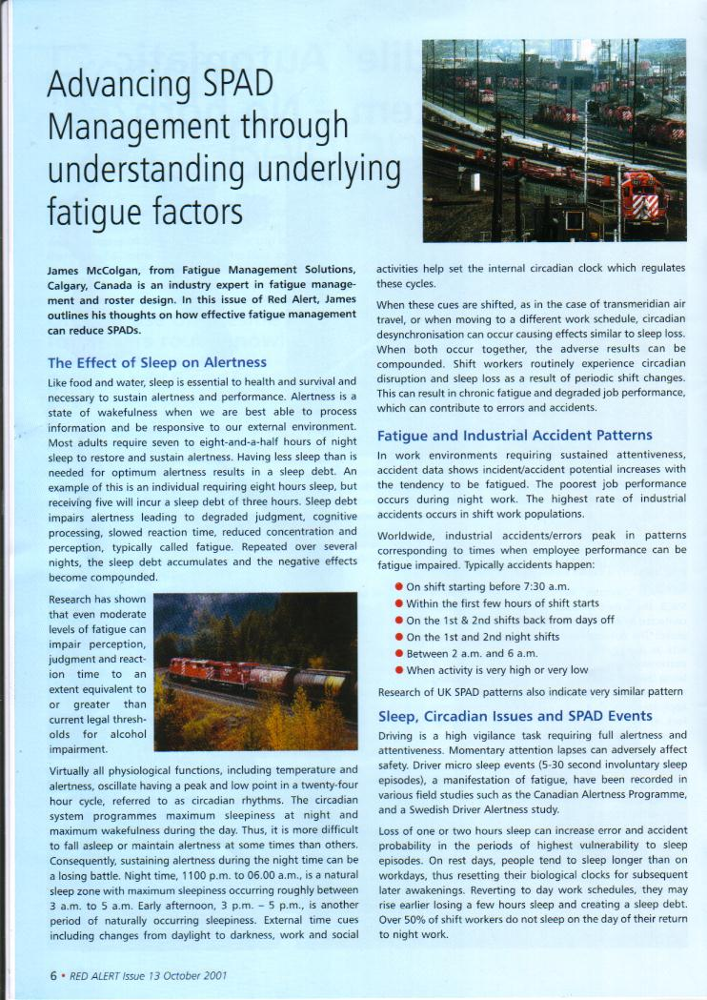 Advancing SPAD
Management through
understanding underlying
fatigue factors
James McColgan, from Fatigue Management Solutions,
Calgary, Canada is an industry expert in fatigue manage-
ment and roster design. In this issue of Red Alert, James
outlines his thoughts on how effective fatigue management
can reduce SPADs.
The Effect of Sleep on Alertness
Like food and water, sleep is essential to health and survival and
necessary to sustain alertness and performance. Alertness is a
state of wakefulness when we are best able to process
information and be responsive to our external environment.
Most adults require seven to eight-and-a-half hours of night
sleep to restore and sustain alertness. Having less sleep than is
needed for optimum alertness results in a sleep debt. An
example of this is an individual requiring eight hours sleep, but
receiving five will incur a sleep debt of three hours. Sleep debt
impairs alertness leading to degraded judgment, cognitive
processing, slowed reaction time, reduced concentration and
perception, typically called fatigue. Repeated over several
nights, the sleep debt accumulates and the negative effects
become compounded.
Research has shown
that even moderate
levels of fatigue can
impair perception,
judgment and react-
ion time to an
extent equivalent to
or greater than
current legal thresh-
olds for alcohol
impairment.
Virtually all physiological functions, including temperature and
alertness, oscillate having a peak and low point in a twenty-four
hour cycle, referred to as circadian rhythms. The circadian
system programmes maximum sleepiness at night and
maximum wakefulness during the day. Thus, it is more difficult
to fall asleep or maintain alertness at some times than others.
Consequently, sustaining alertness during the night time can be
a losing battle. Night time, 1100 p.m. to 06.00 a.m., is a natural
sleep zone with maximum sleepiness occurring roughly between
3 a.m. to 5 a.m. Early afternoon, 3 p.m. – 5 p.m., is another
period of naturally occurring sleepiness. External time cues
including changes from daylight to darkness, work and social
activities help set the internal circadian clock which regulates
these cycles.
When these cues are shifted, as in the case of transmeridian air
travel, or when moving to a different work schedule, circadian
desynchronisation can occur causing effects similar to sleep loss.
When both occur together, the adverse results can be
compounded. Shift workers routinely experience circadian
disruption and sleep loss as a result of periodic shift changes.
This can result in chronic fatigue and degraded job performance,
which can contribute to errors and accidents.
Fatigue and Industrial Accident Patterns
In work environments requiring sustained attentiveness,
accident data shows incident/accident potential increases with
the tendency to be fatigued. The poorest job performance
occurs during night work. The highest rate of industrial
accidents occurs in shift work populations.
Worldwide, industrial accidents/errors peak in patterns
corresponding to times when employee performance can be
fatigue impaired. Typically accidents happen:
● On shift starting before 7:30 a.m.
● Within the first few hours of shift starts
● On the 1st & 2nd shifts back from days off
● On the 1st and 2nd night shifts
● Between 2 a.m. and 6 a.m.
● When activity is very high or very low
Research of UK SPAD patterns also indicate very similar pattern
Sleep, Circadian Issues and SPAD Events
Driving is a high vigilance task requiring full alertness and
attentiveness. Momentary attention lapses can adversely affect
safety. Driver micro sleep events (5-30 second involuntary sleep
episodes), a manifestation of fatigue, have been recorded in
various field studies such as the Canadian Alertness Programme,
and a Swedish Driver Alertness study.
Loss of one or two hours sleep can increase error and accident
probability in the periods of highest vulnerability to sleep
episodes. On rest days, people tend to sleep longer than on
workdays, thus resetting their biological clocks for subsequent
later awakenings. Reverting to day work schedules, they may
rise earlier losing a few hours sleep and creating a sleep debt.
Over 50% of shift workers do not sleep on the day of their return
to night work.
6 • RED ALERT Issue 13 October 2001